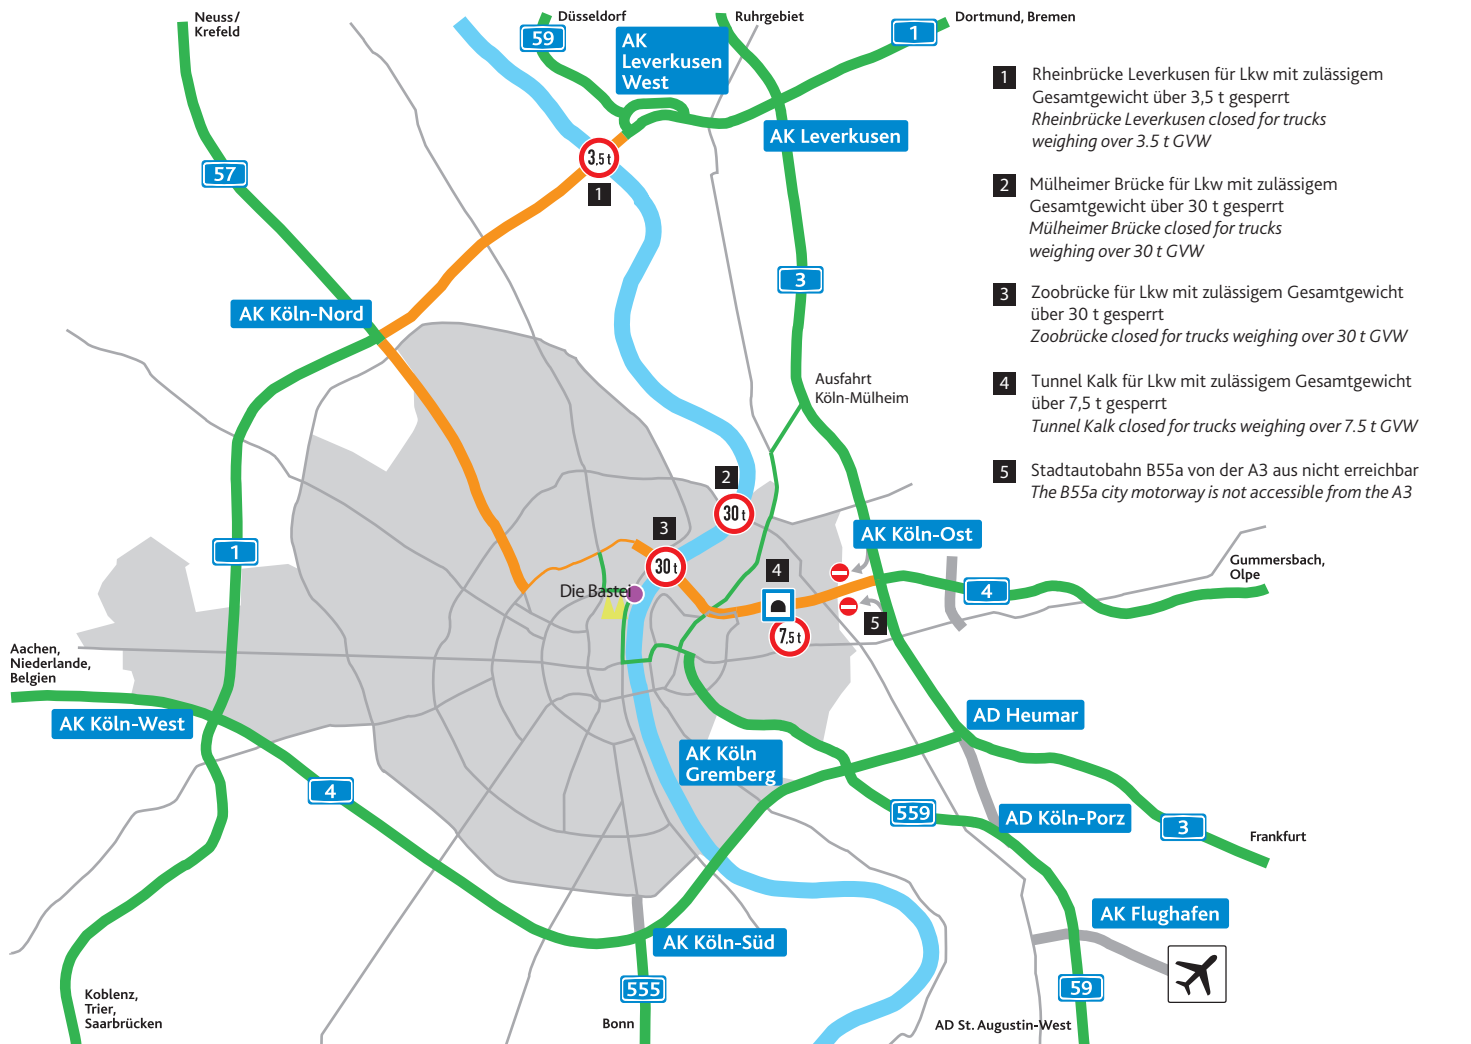 Neuss/
Krefeld
Düsseldorf
Ruhrgebiet
Dortmund, Bremen
59
AK
Leverkusen
West
1
AK Leverkusen
3,5 t
1
57
3
AK Köln-Nord
Ausfahrt
Köln-Mülheim
2
30 t
3
30 t
AK Köln-Ost
4
Die Bastei
7,5 t
5
1
4
Gummersbach,
Olpe
Aachen,
Niederlande,
Belgien
AK Köln-West
AD Heumar
AK Köln
Gremberg
4
559
AD Köln-Porz
3
Frankfurt
AK Flughafen
AK Köln-Süd
555
59
Koblenz,
Trier,
Saarbrücken
Bonn
AD St. Augustin-West
1 Rheinbrücke Leverkusen für Lkw mit zulässigem
Gesamtgewicht über 3,5 t gesperrt
Rheinbrücke Leverkusen closed for trucks
weighing over 3.5 t GVW
2 Mülheimer Brücke für Lkw mit zulässigem
Gesamtgewicht über 30 t gesperrt
Mülheimer Brücke closed for trucks
weighing over 30 t GVW
3 Zoobrücke für Lkw mit zulässigem Gesamtgewicht
über 30 t gesperrt
Zoobrücke closed for trucks weighing over 30 t GVW
4 Tunnel Kalk für Lkw mit zulässigem Gesamtgewicht
über 7,5 t gesperrt
Tunnel Kalk closed for trucks weighing over 7.5 t GVW
5 Stadtautobahn B55a von der A3 aus nicht erreichbar
The B55a city motorway is not accessible from the A3